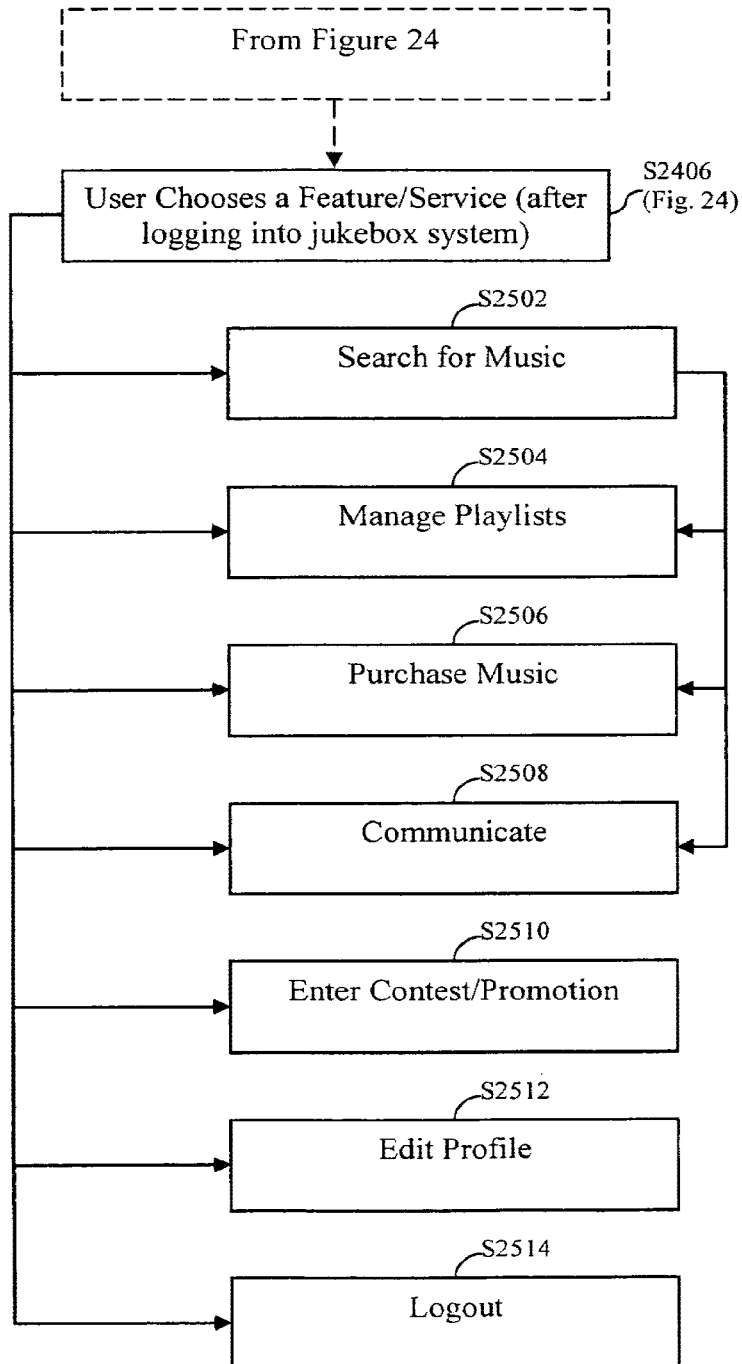 From Figure 24
S2406
(Fig. 24)
User Chooses a Feature/Service (after
logging into jukebox system)
S2502
Search for Music
S2504
Manage Playlists
S2506
Purchase Music
S2508
Communicate
S2510
Enter Contest/Promotion
S2512
Edit Profile
S2514
Logout